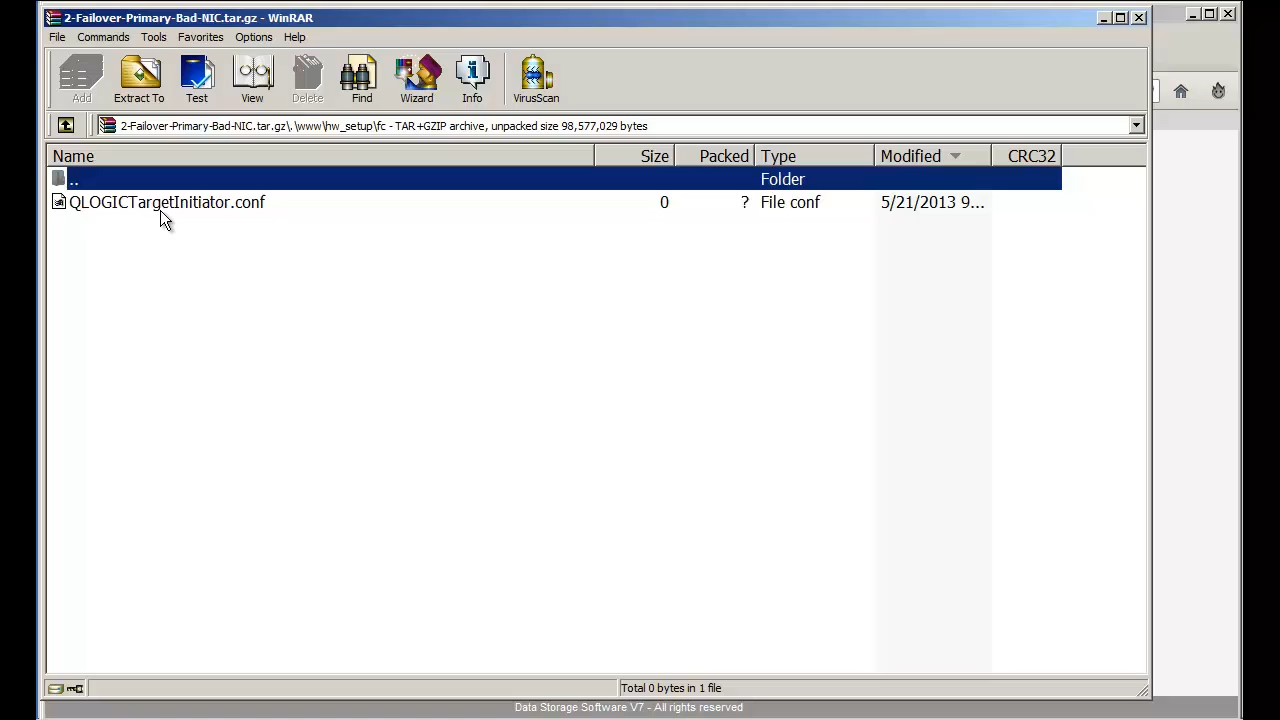 2-Failover-Primary-Bad-NIC.tar.gz - WinRAR
File Commands Tools Favorites Options Help
Add Extract To Test View Delete Find Wizard Info VirusScan
2-Failover-Primary-Bad-NIC.tar.gz\.\www\hw_setup\fc - TAR+GZIP archive, unpacked size 98,577,029 bytes
Name Size Packed Type Modified CRC32
.. Folder
QLOGICTargetInitiator.conf 0 ? File conf 5/21/2013 9...
Total 0 bytes in 1 file
Data Storage Software V7 - All rights reserved